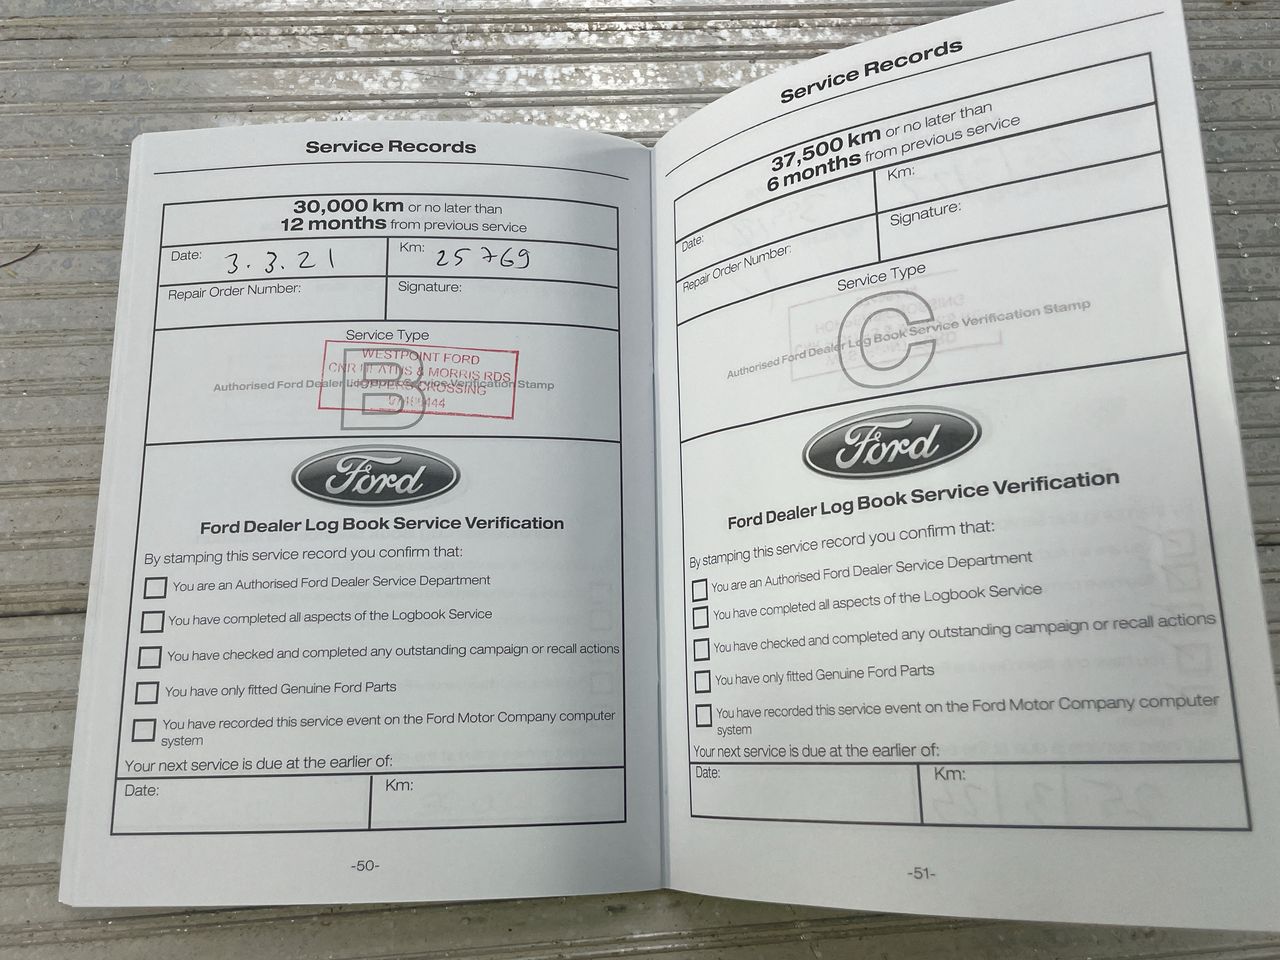 Service Records
30,000 km or no later than
12 months from previous service
Date: 3.3.21
Km: 25769
Repair Order Number:
Signature:
Service Type
B
Authorised Ford Dealer Log Book Service Verification Stamp
WESTPOINT FORD
CNR HEATHS & MORRIS RDS
HOPPERS CROSSING
Ford
Ford Dealer Log Book Service Verification
By stamping this service record you confirm that:
You are an Authorised Ford Dealer Service Department
You have completed all aspects of the Logbook Service
You have checked and completed any outstanding campaign or recall actions
You have only fitted Genuine Ford Parts
You have recorded this service event on the Ford Motor Company computer
system
Your next service is due at the earlier of:
Date:
Km:
-50-
Service Records
37,500 km or no later than
6 months from previous service
Date:
Km:
Repair Order Number:
Signature:
Service Type
C
Authorised Ford Dealer Log Book Service Verification Stamp
Ford
Ford Dealer Log Book Service Verification
By stamping this service record you confirm that:
You are an Authorised Ford Dealer Service Department
You have completed all aspects of the Logbook Service
You have checked and completed any outstanding campaign or recall actions
You have only fitted Genuine Ford Parts
You have recorded this service event on the Ford Motor Company computer
system
Your next service is due at the earlier of:
Date:
Km:
-51-